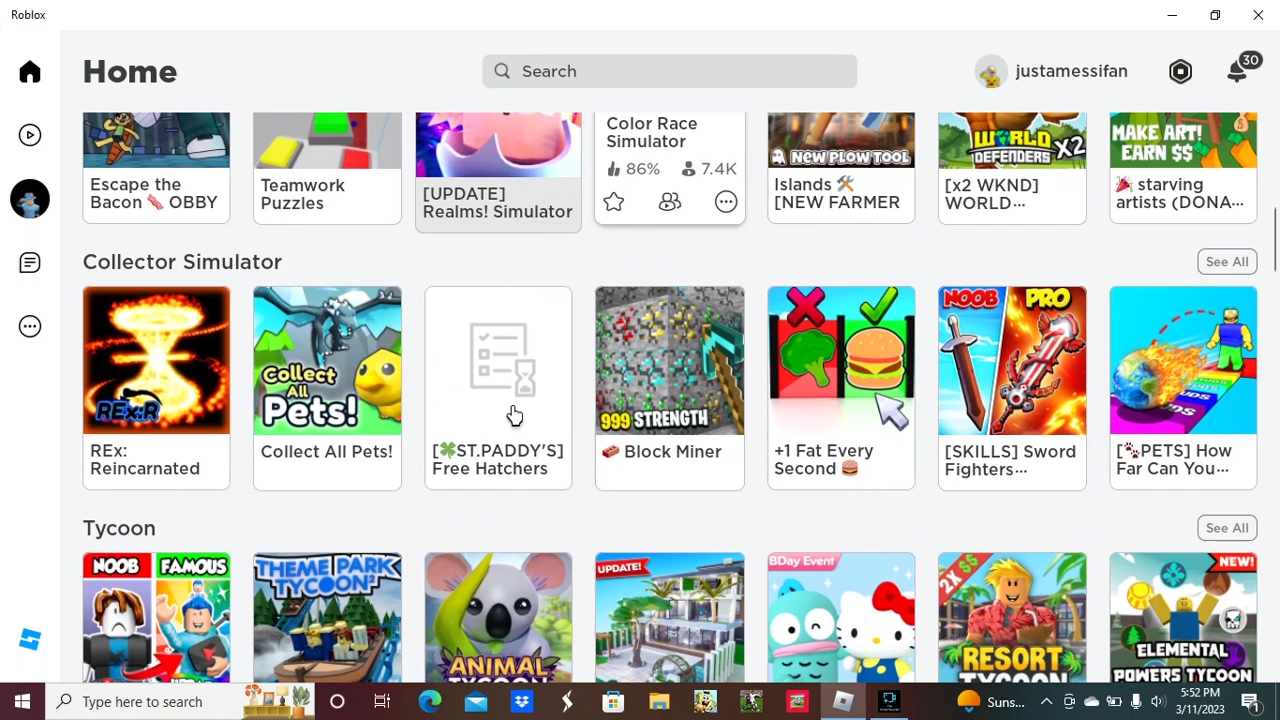 Roblox
Home
Search
justamessifan
30
Color Race
Simulator
86% 7.4K
NEW PLOW TOOL
WORLD
DEFENDERS X2
MAKE ART!
EARN $$
Escape the
Bacon 🥓 OBBY
Teamwork
Puzzles
[UPDATE]
Realms! Simulator
Islands 🛠️
[NEW FARMER
[x2 WKND]
WORLD...
🎉 starving
artists (DONA...
Collector Simulator
See All
REx:R
Collect
All
Pets!
999 STRENGTH
NOOB PRO
REx:
Reincarnated
Collect All Pets!
[🍀ST.PADDY'S]
Free Hatchers
🧱 Block Miner
+1 Fat Every
Second 🍔
[SKILLS] Sword
Fighters...
[🐾PETS] How
Far Can You...
Tycoon
See All
NOOB FAMOUS
THEME PARK
TYCOON 2
ANIMAL
TYCOON
UPDATE!
BDay Event
2X $$
RESORT
TYCOON
NEW!
ELEMENTAL
POWERS TYCOON
Type here to search
Suns...
5:52 PM
3/11/2023
1